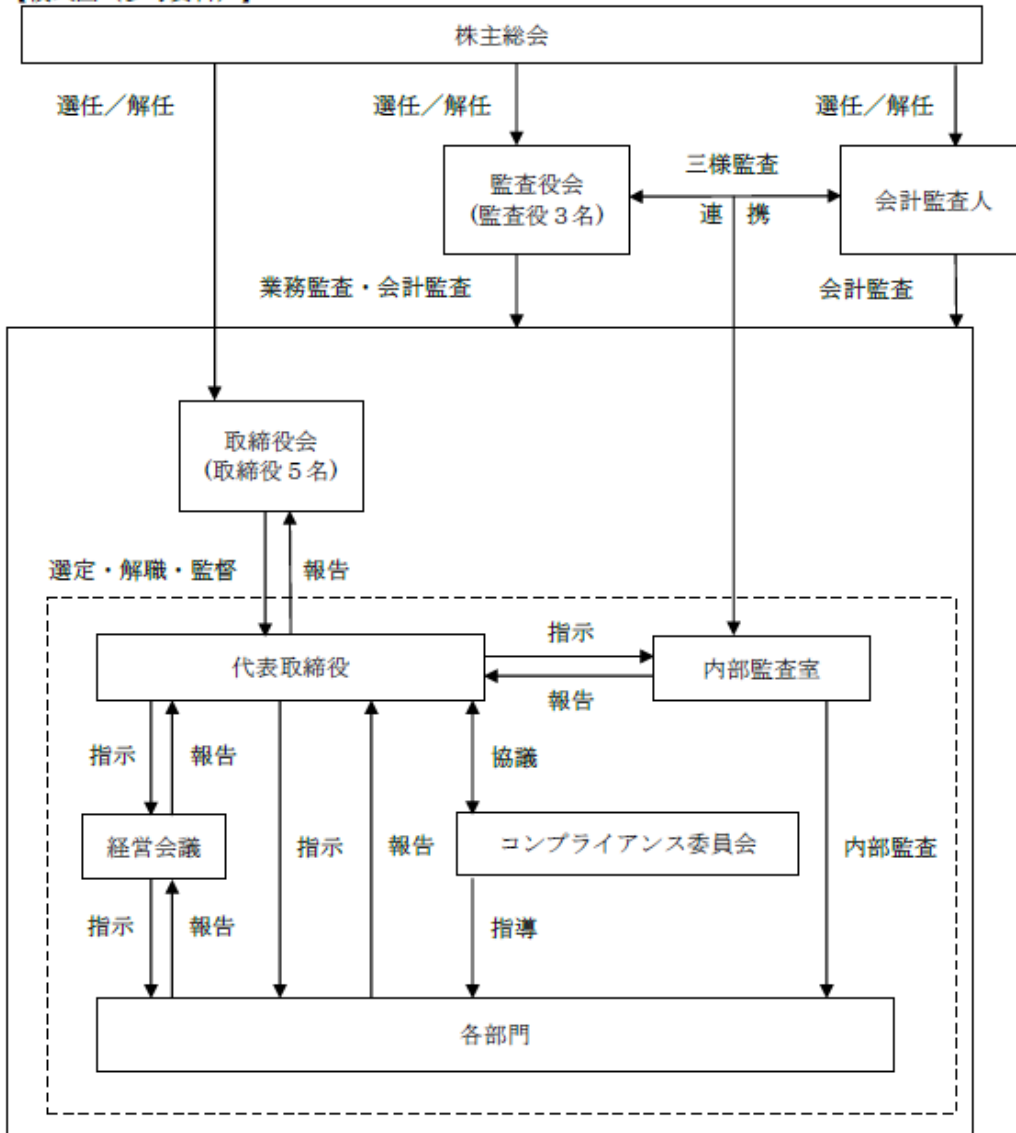 株主総会
選任／解任
選任／解任
選任／解任
監査役会
(監査役３名)
三様監査
連　携
会計監査人
業務監査・会計監査
会計監査
取締役会
(取締役５名)
選定・解職・監督
報告
代表取締役
指示
報告
内部監査室
指示
報告
協議
経営会議
指示
報告
コンプライアンス委員会
内部監査
指示
報告
指導
各部門